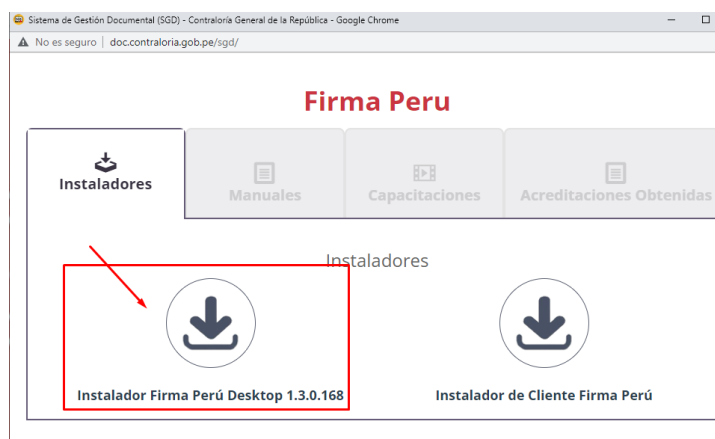 Sistema de Gestión Documental (SGD) - Contraloría General de la República - Google Chrome
No es seguro | doc.contraloria.gob.pe/sgd/
Firma Peru
Instaladores
Manuales
Capacitaciones
Acreditaciones Obtenidas
Instaladores
Instalador Firma Perú Desktop 1.3.0.168
Instalador de Cliente Firma Perú